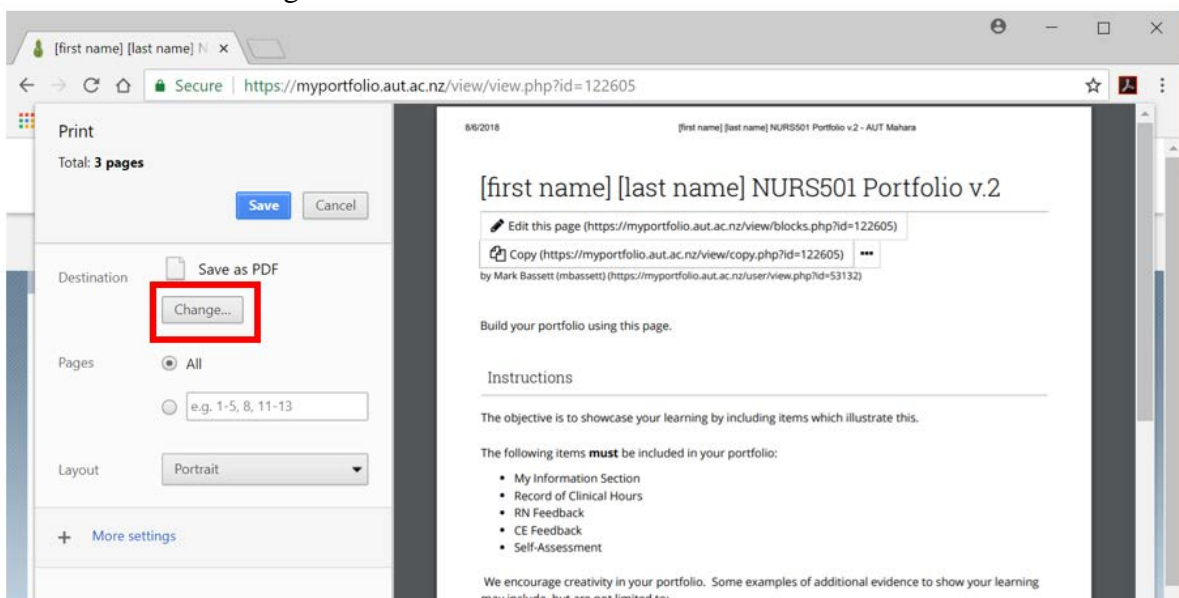 [first name] [last name] N
Secure | https://myportfolio.aut.ac.nz/view/view.php?id=122605
Print
Total: 3 pages
Save Cancel
Destination Save as PDF
Change...
Pages All
e.g. 1-5, 8, 11-13
Layout Portrait
+ More settings
8/6/2018 [first name] [last name] NURS501 Portfolio v.2 - AUT Mahara
[first name] [last name] NURS501 Portfolio v.2
Edit this page (https://myportfolio.aut.ac.nz/view/blocks.php?id=122605)
Copy (https://myportfolio.aut.ac.nz/view/copy.php?id=122605) •••
by Mark Bassett (mbassett) (https://myportfolio.aut.ac.nz/user/view.php?id=53132)
Build your portfolio using this page.
Instructions
The objective is to showcase your learning by including items which illustrate this.
The following items must be included in your portfolio:
• My Information Section
• Record of Clinical Hours
• RN Feedback
• CE Feedback
• Self-Assessment
We encourage creativity in your portfolio. Some examples of additional evidence to show your learning
may include, but are not limited to: